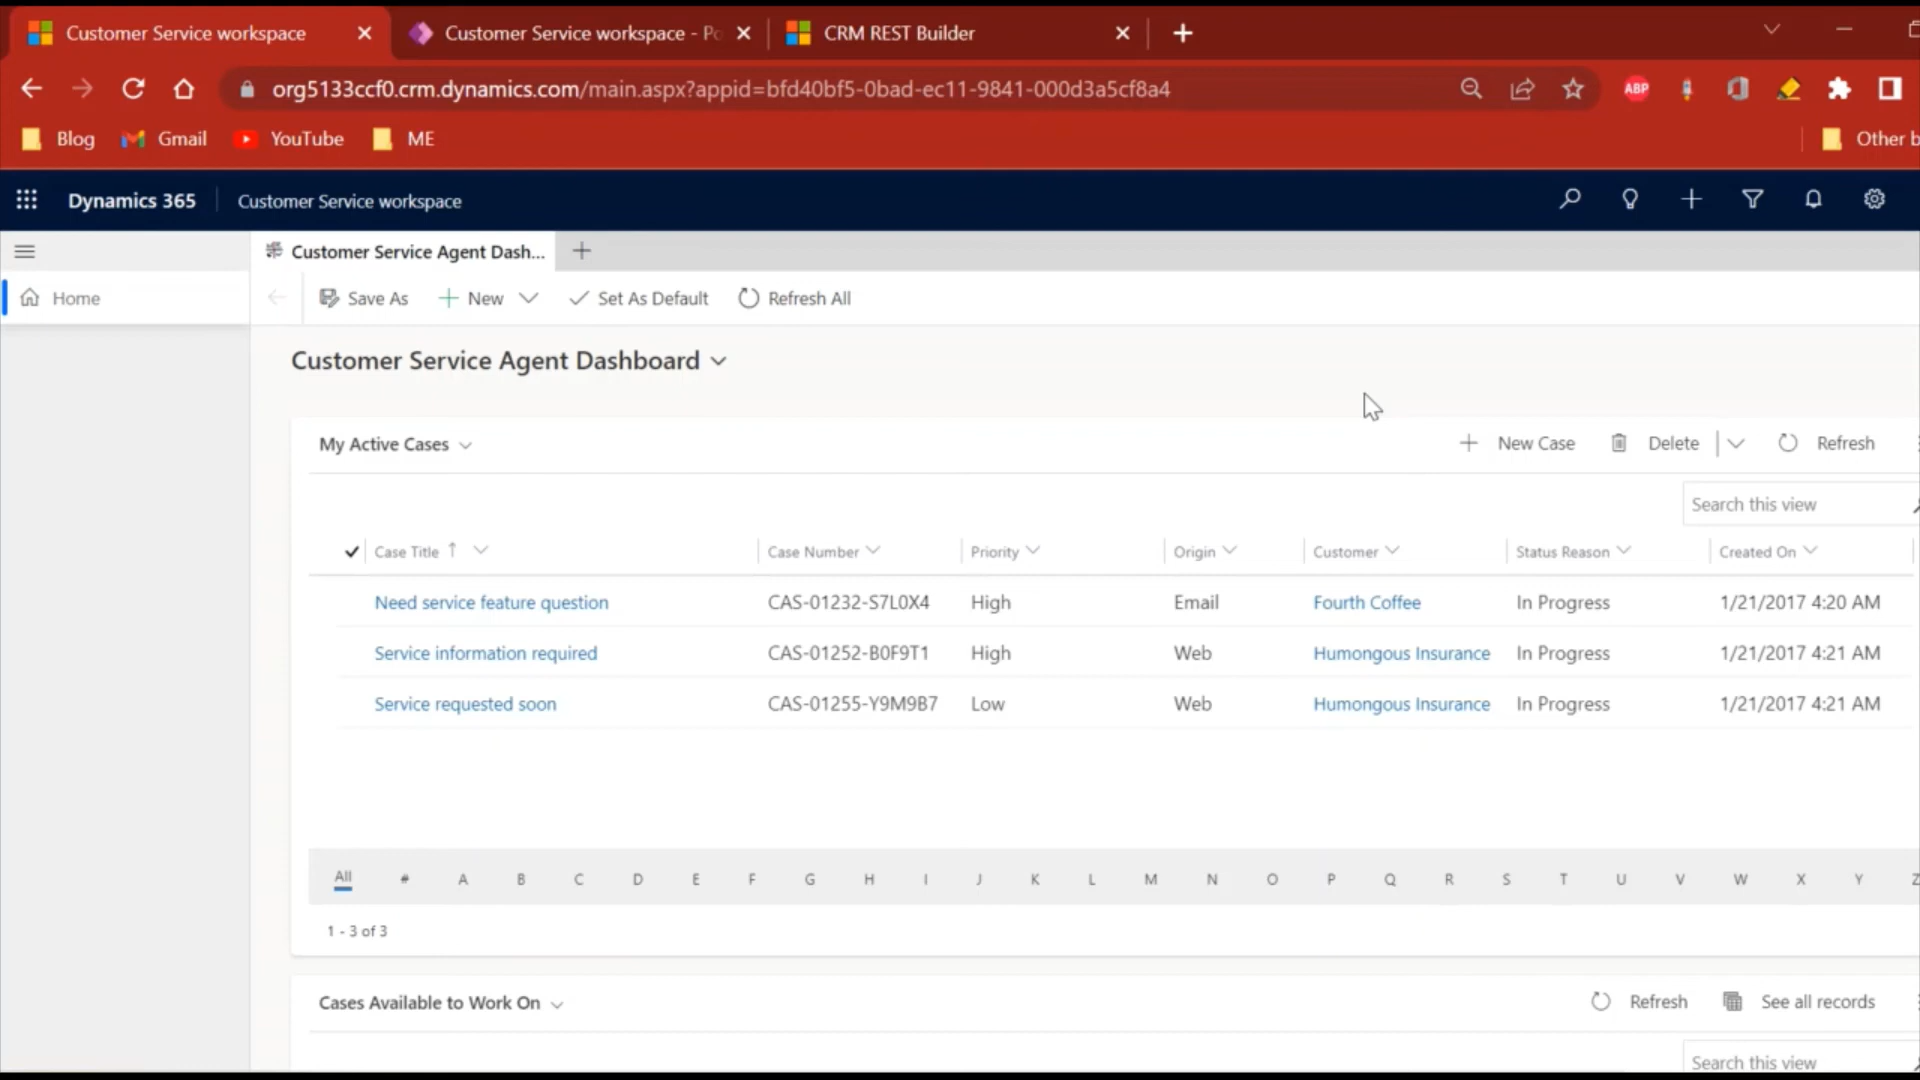 Customer Service workspace
Customer Service workspace - Po
CRM REST Builder
org5133ccf0.crm.dynamics.com/main.aspx?appid=bfd40bf5-0bad-ec11-9841-000d3a5cf8a4
ABP
Blog Gmail YouTube ME Other b
Dynamics 365 Customer Service workspace
Customer Service Agent Dash...
Home
Save As New Set As Default Refresh All
Customer Service Agent Dashboard
My Active Cases New Case Delete Refresh
Search this view
Case Title Case Number Priority Origin Customer Status Reason Created On
Need service feature question CAS-01232-S7L0X4 High Email Fourth Coffee In Progress 1/21/2017 4:20 AM
Service information required CAS-01252-B0F9T1 High Web Humongous Insurance In Progress 1/21/2017 4:21 AM
Service requested soon CAS-01255-Y9M9B7 Low Web Humongous Insurance In Progress 1/21/2017 4:21 AM
All # A B C D E F G H I J K L M N O P Q R S T U V W X Y Z
1 - 3 of 3
Cases Available to Work On Refresh See all records
Search this view